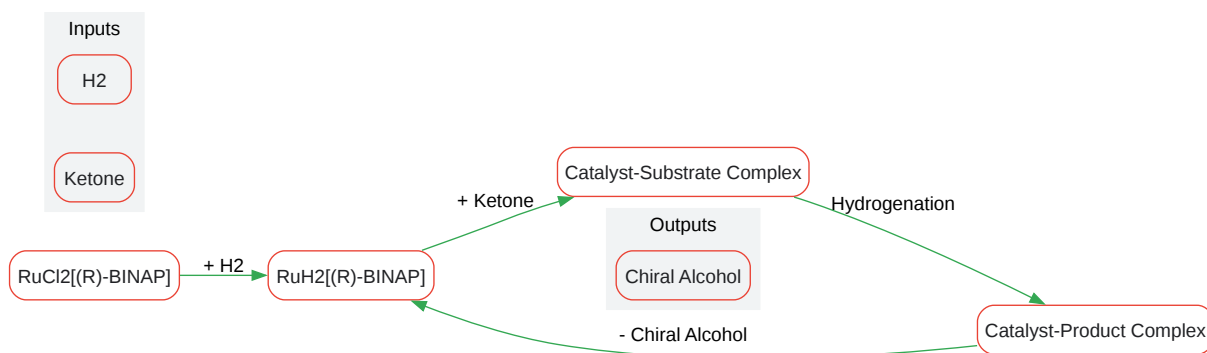 Inputs
H2
Ketone
Catalyst-Substrate Complex
+ Ketone
Hydrogenation
Outputs
Chiral Alcohol
RuCl2[(R)-BINAP]
+ H2
RuH2[(R)-BINAP]
- Chiral Alcohol
Catalyst-Product Complex